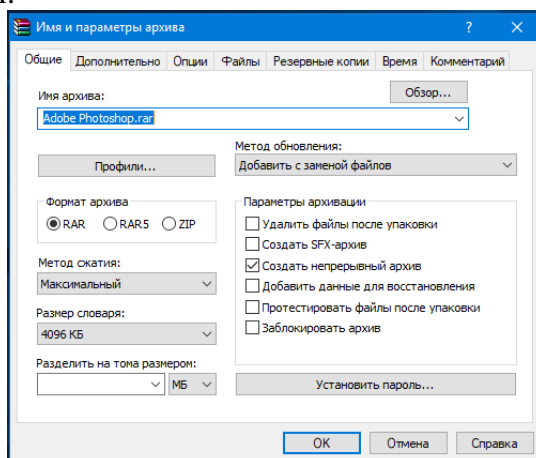 Имя и параметры архива ? ×
Общие Дополнительно Опции Файлы Резервные копии Время Комментарий
Имя архива: Обзор...
Adobe Photoshop.rar
Метод обновления:
Профили... Добавить с заменой файлов
Формат архива
RAR RAR5 ZIP
Метод сжатия:
Максимальный
Размер словаря:
4096 КБ
Разделить на тома размером:
МБ
Параметры архивации
Удалить файлы после упаковки
Создать SFX-архив
Создать непрерывный архив
Добавить данные для восстановления
Протестировать файлы после упаковки
Заблокировать архив
Установить пароль...
OK Отмена Справка